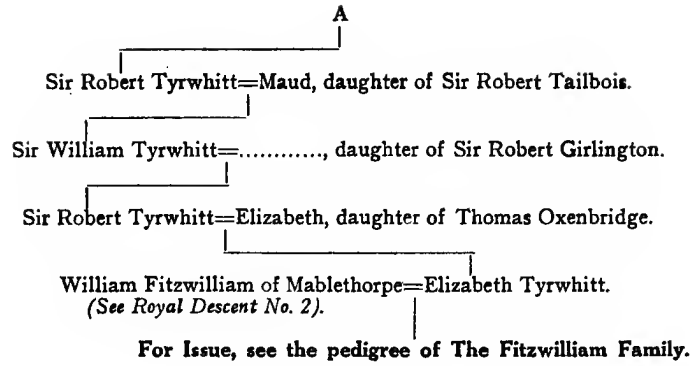 A
Sir Robert Tyrwhitt=Maud, daughter of Sir Robert Tailbois.
Sir William Tyrwhitt=............, daughter of Sir Robert Girlington.
Sir Robert Tyrwhitt=Elizabeth, daughter of Thomas Oxenbridge.
William Fitzwilliam of Mablethorpe=Elizabeth Tyrwhitt.
(See Royal Descent No. 2).
For Issue, see the pedigree of The Fitzwilliam Family.